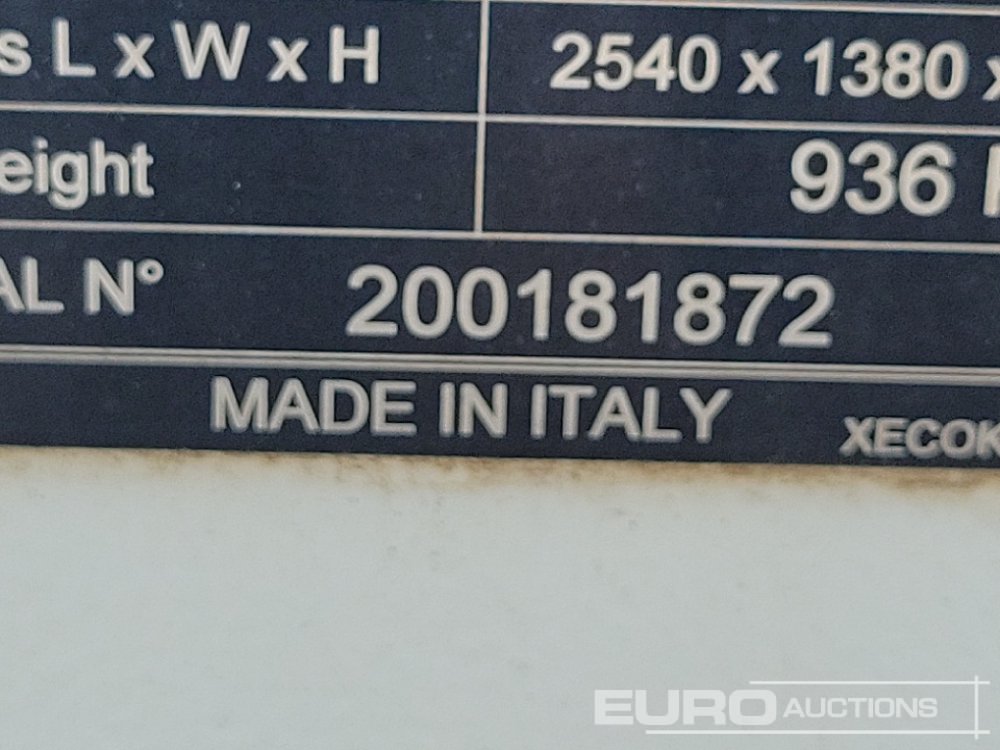 s L x W x H 2540 x 1380 x
eight 936
AL N° 200181872
MADE IN ITALY XECOK
EURO AUCTIONS